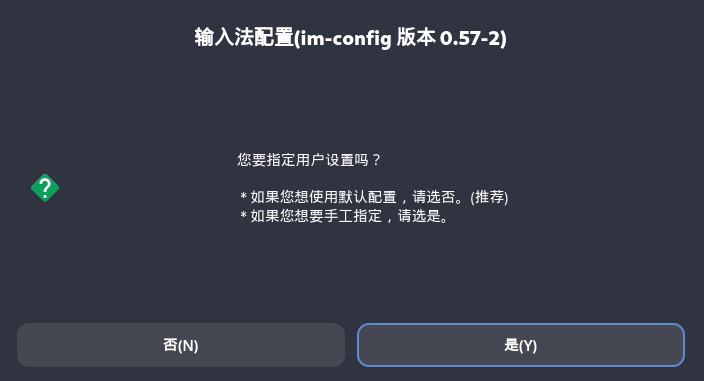 输入法配置(im-config 版本 0.57-2)
您要指定用户设置吗？
* 如果您想使用默认配置，请选否。(推荐)
* 如果您想要手工指定，请选是。
否(N)
是(Y)